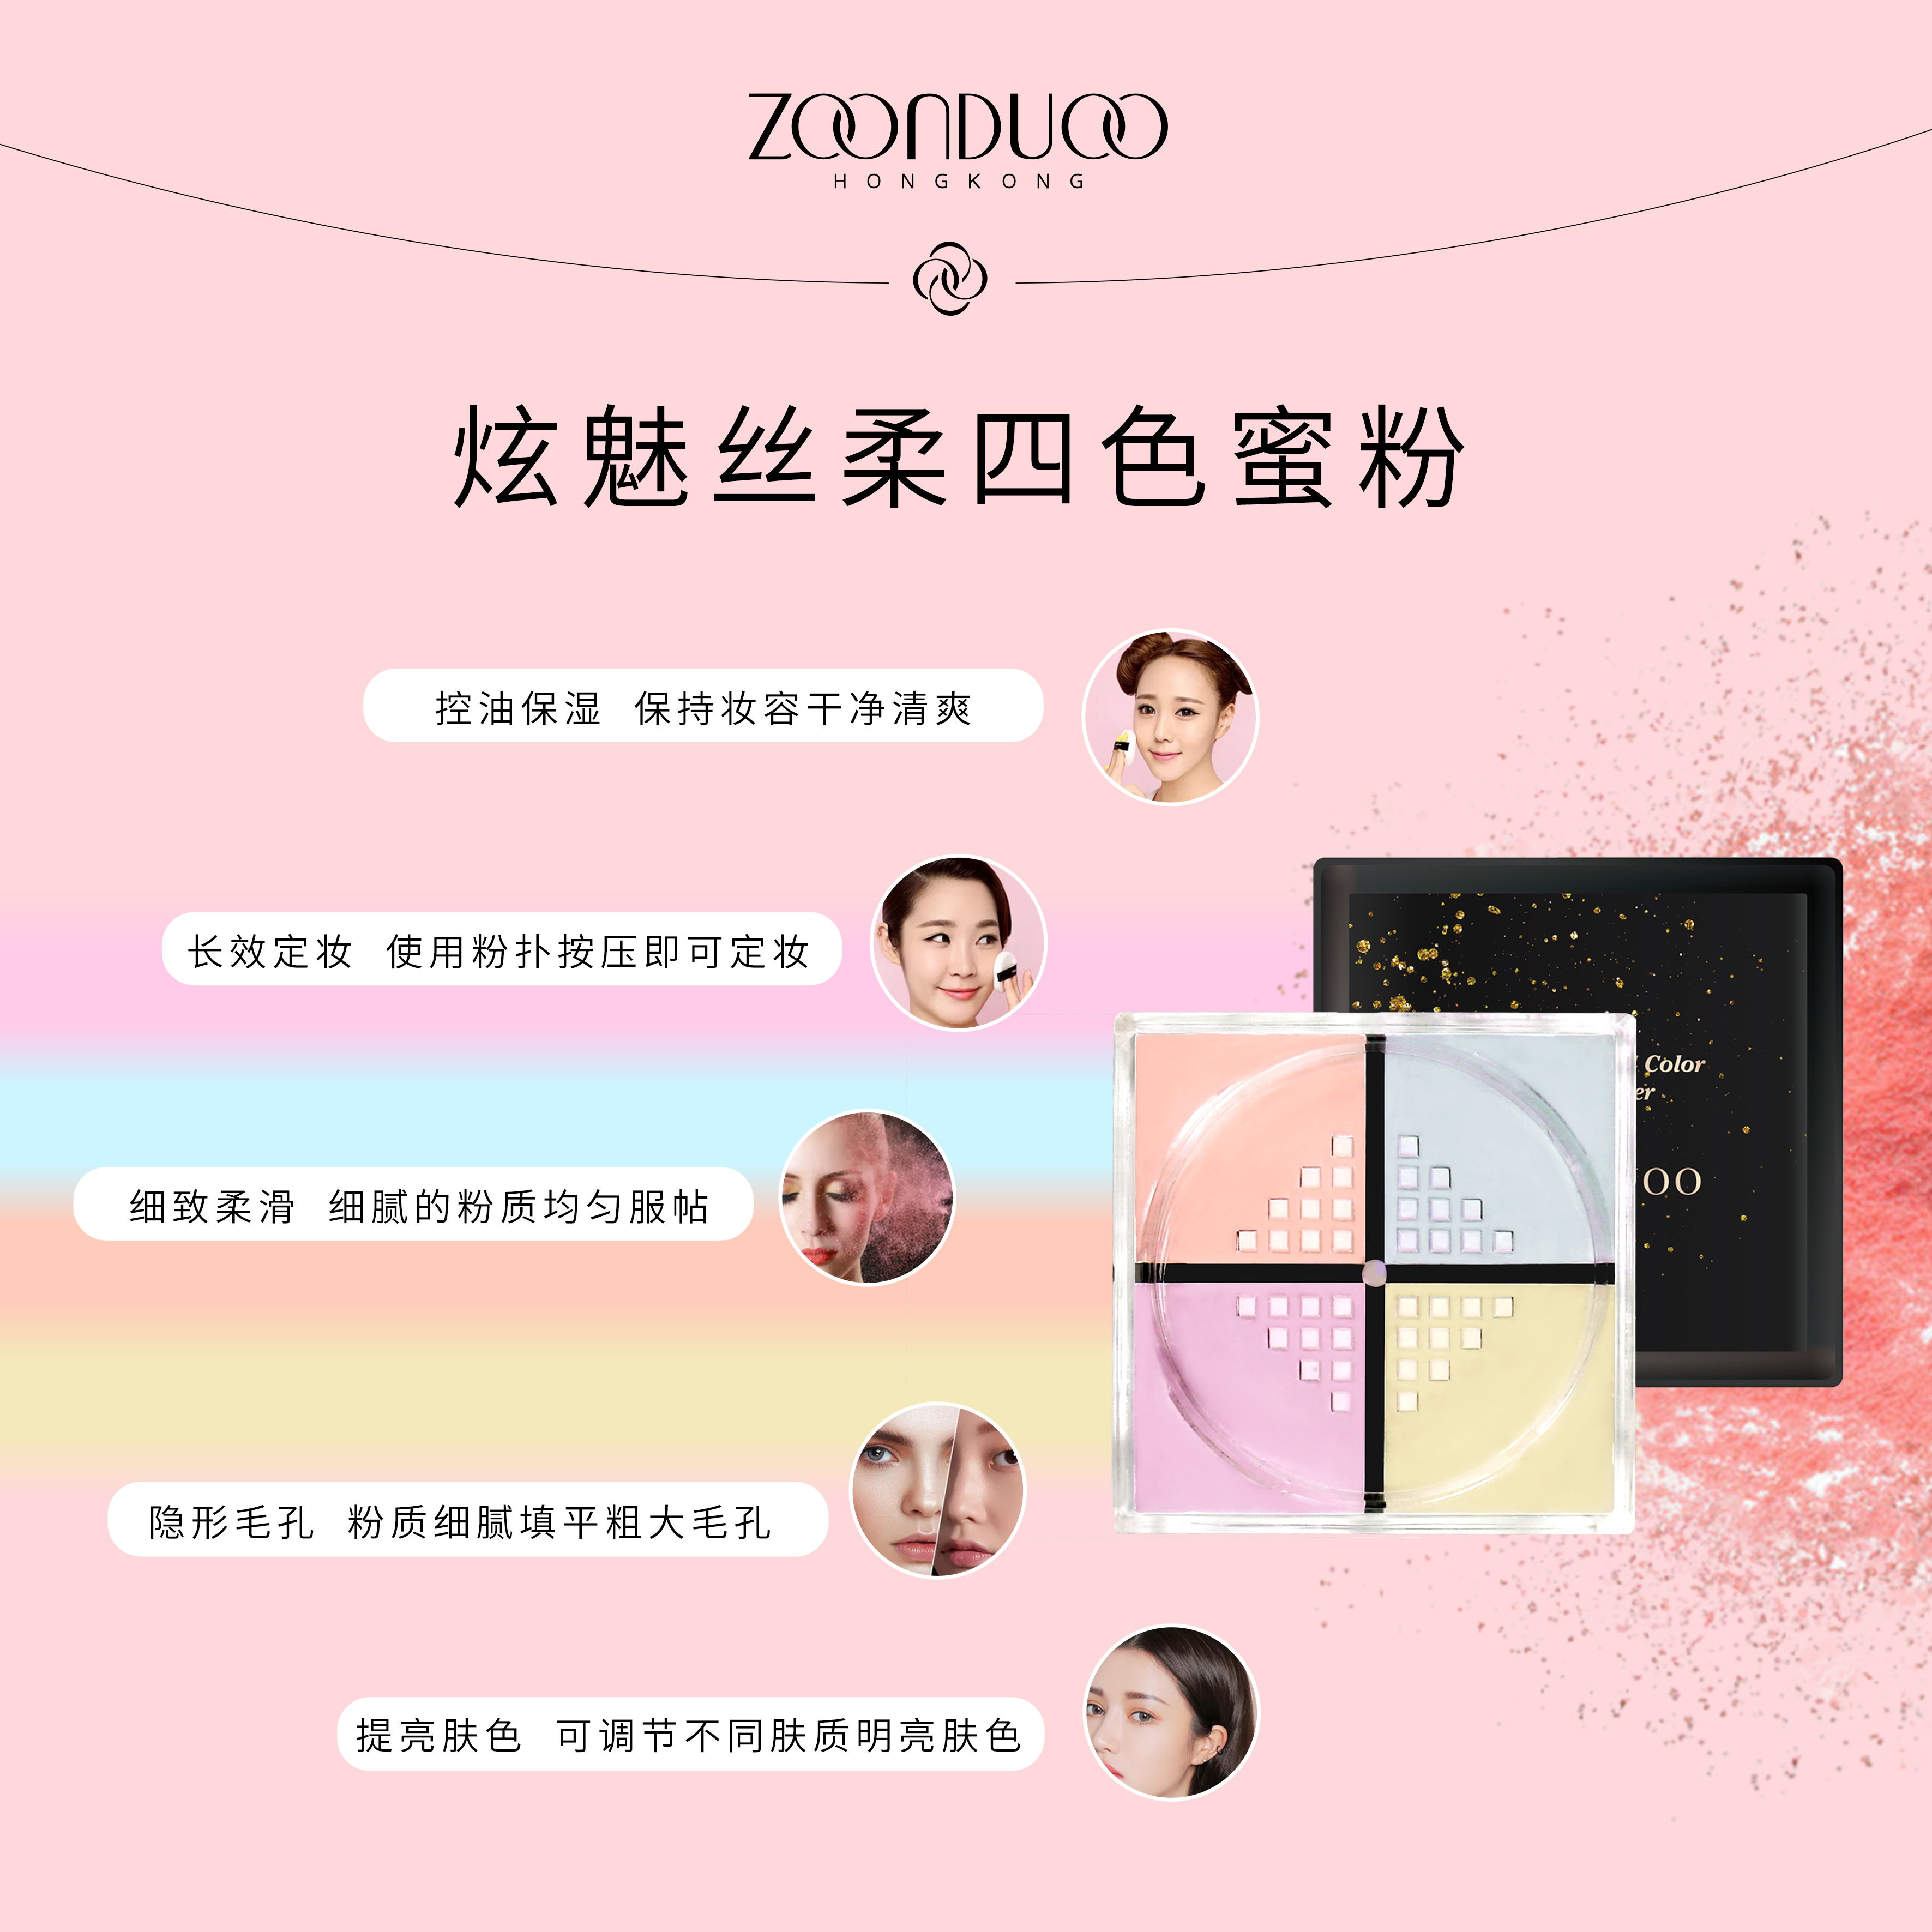 ZOONDUOO
HONGKONG
炫魅丝柔四色蜜粉
控油保湿 保持妆容干净清爽
长效定妆 使用粉扑按压即可定妆
Color
细致柔滑 细腻的粉质均匀服帖
隐形毛孔 粉质细腻填平粗大毛孔
提亮肤色 可调节不同肤质明亮肤色